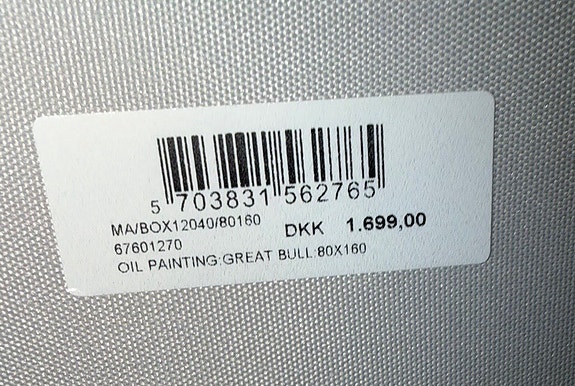 5 703831 562765
MA/BOX12040/80160
67601270
DKK 1.699,00
OIL PAINTING:GREAT BULL:80X160